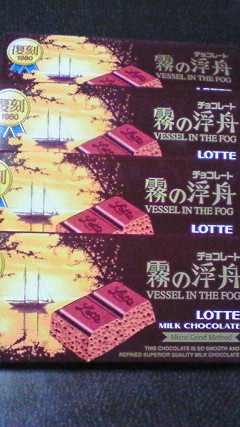 復刻
1980
チョコレート
霧の浮舟
VESSEL IN THE FOG
LOTTE
復刻
1980
チョコレート
霧の浮舟
VESSEL IN THE FOG
LOTTE
チョコレート
霧の浮舟
VESSEL IN THE FOG
LOTTE
チョコレート
霧の浮舟
VESSEL IN THE FOG
Lotte
Lotte
LOTTE
MILK CHOCOLATE
Micro Grind Method
THIS CHOCOLATE IS SO SMOOTH AND
REFINED SUPERIOR QUALITY MILK CHOCOLATE